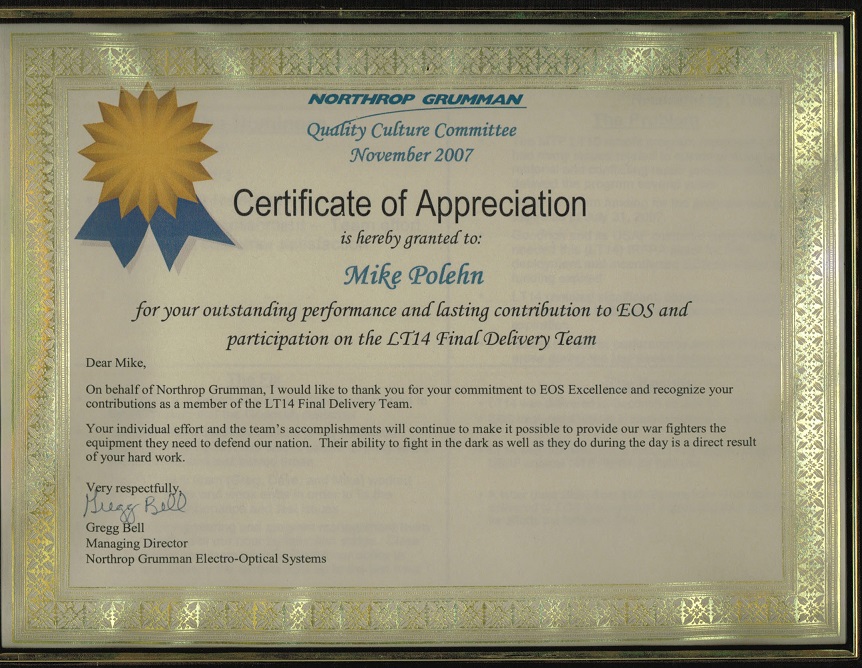 NORTHROP GRUMMAN
Quality Culture Committee
November 2007
Certificate of Appreciation
is hereby granted to:
Mike Polehn
for your outstanding performance and lasting contribution to EOS and
participation on the LT14 Final Delivery Team
Dear Mike,
On behalf of Northrop Grumman, I would like to thank you for your commitment to EOS Excellence and recognize your
contributions as a member of the LT14 Final Delivery Team.
Your individual effort and the team's accomplishments will continue to make it possible to provide our war fighters the
equipment they need to defend our nation.  Their ability to fight in the dark as well as they do during the day is a direct result
of your hard work.
Very respectfully,
Gregg Bell
Gregg Bell
Managing Director
Northrop Grumman Electro-Optical Systems